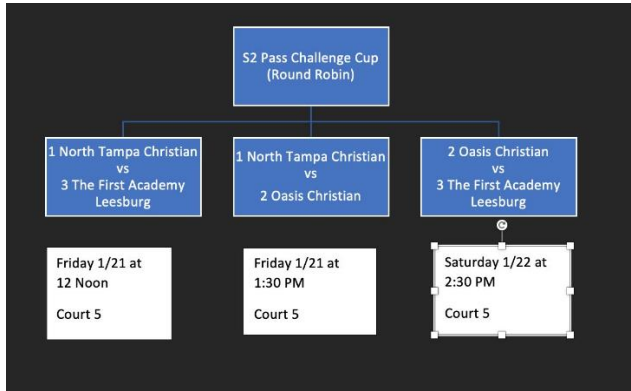 S2 Pass Challenge Cup
(Round Robin)
1 North Tampa Christian
vs
3 The First Academy
Leesburg
1 North Tampa Christian
vs
2 Oasis Christian
2 Oasis Christian
vs
3 The First Academy
Leesburg
Friday 1/21 at
12 Noon
Court 5
Friday 1/21 at
1:30 PM
Court 5
Saturday 1/22 at
2:30 PM
Court 5